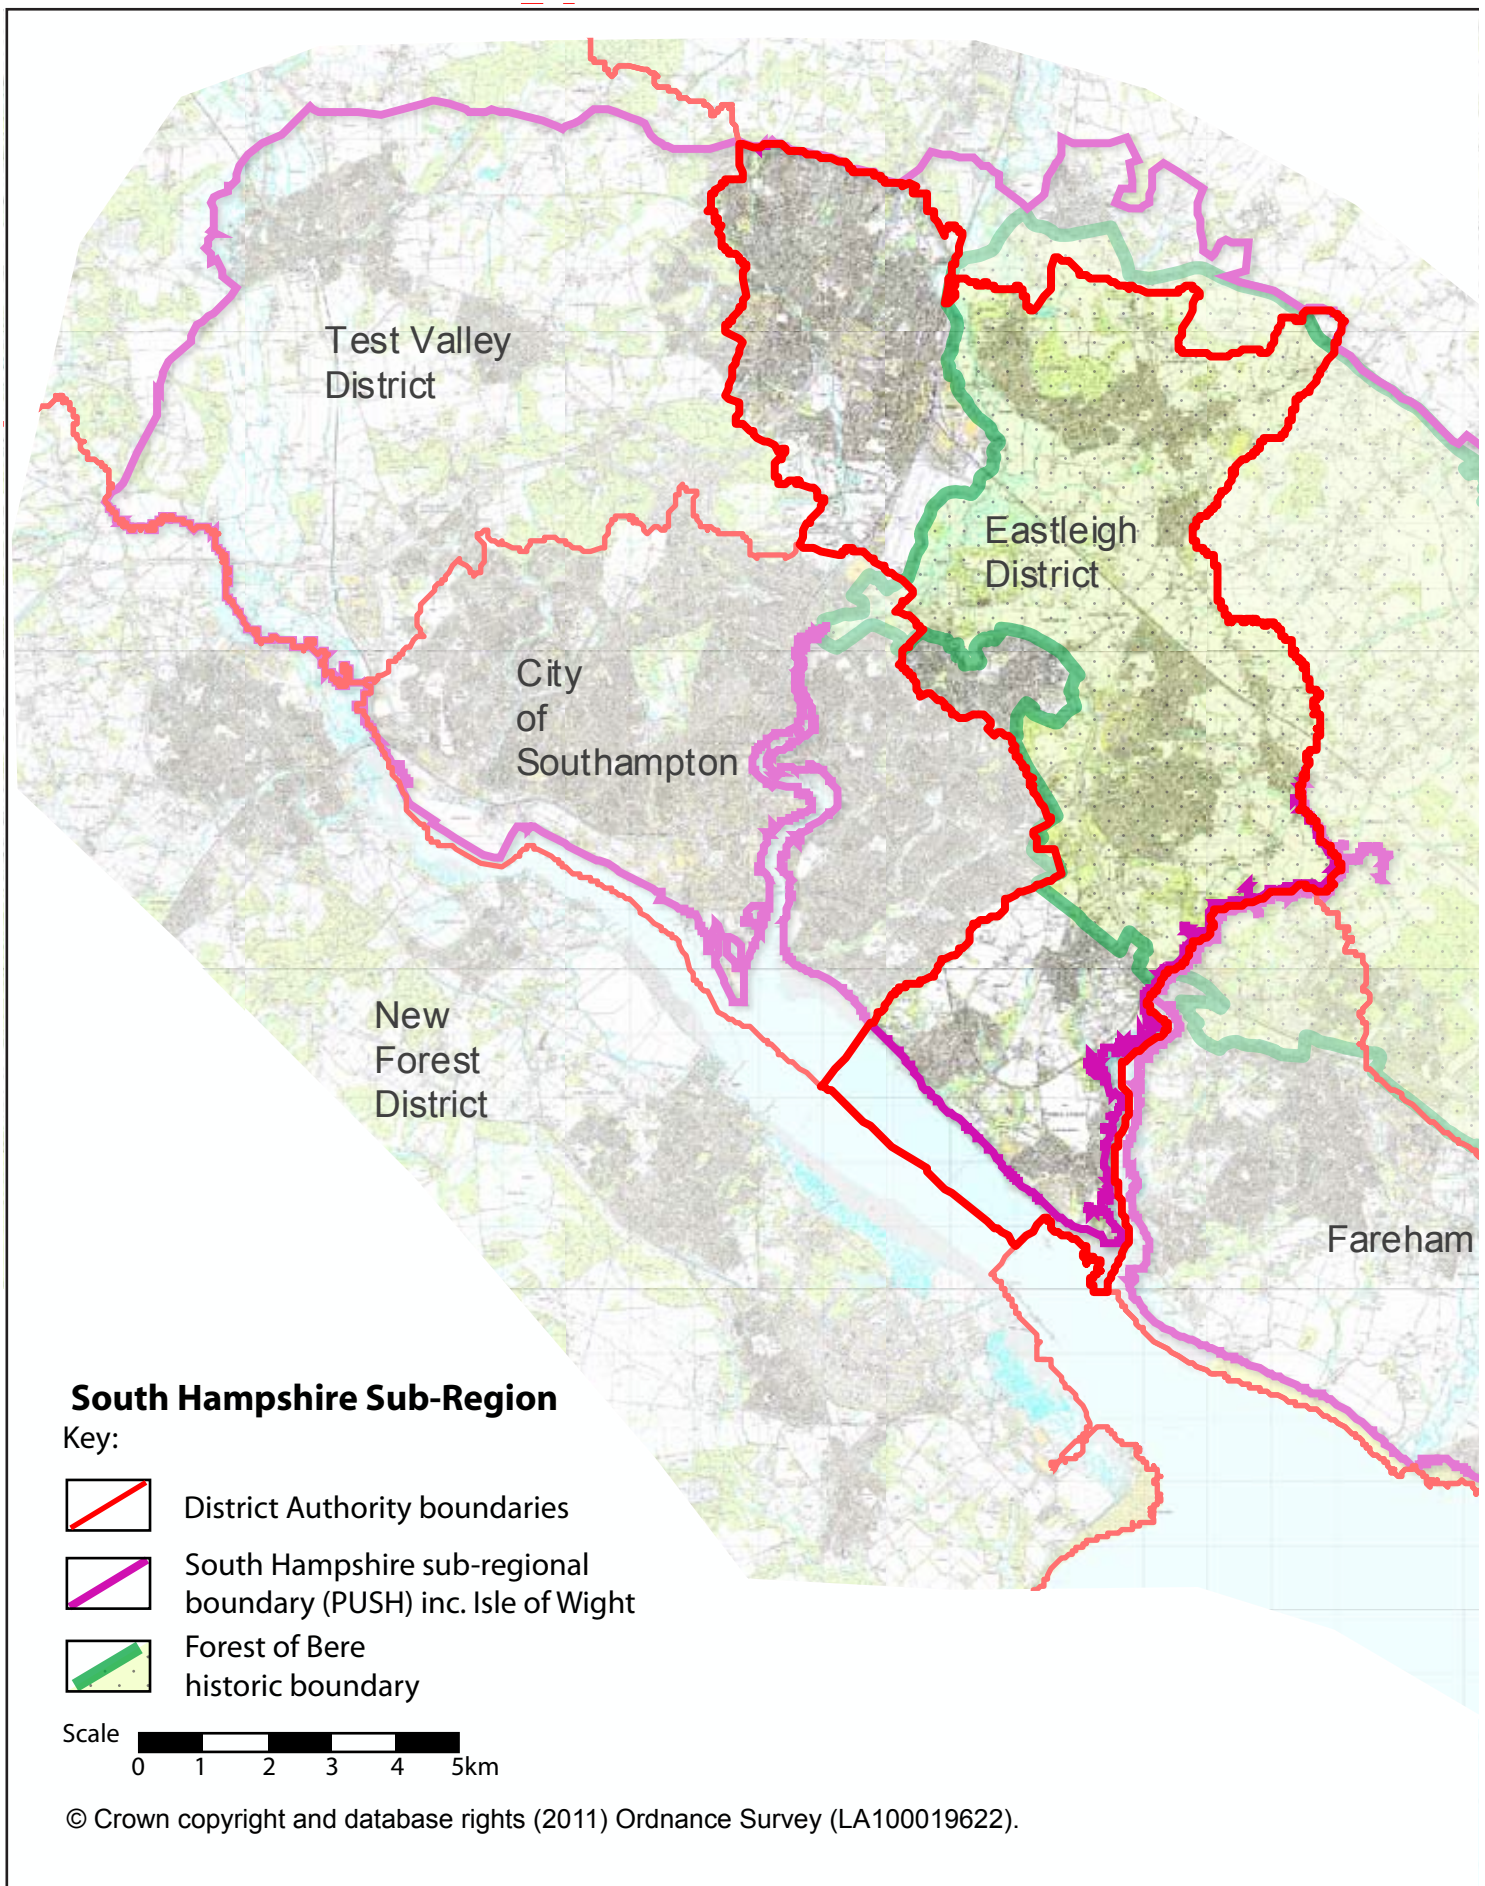 Test Valley
District
Eastleigh
District
City
of
Southampton
New
Forest
District
Fareham
South Hampshire Sub-Region
Key:
District Authority boundaries
South Hampshire sub-regional
boundary (PUSH) inc. Isle of Wight
Forest of Bere
historic boundary
Scale
0 1 2 3 4 5km
© Crown copyright and database rights (2011) Ordnance Survey (LA100019622).